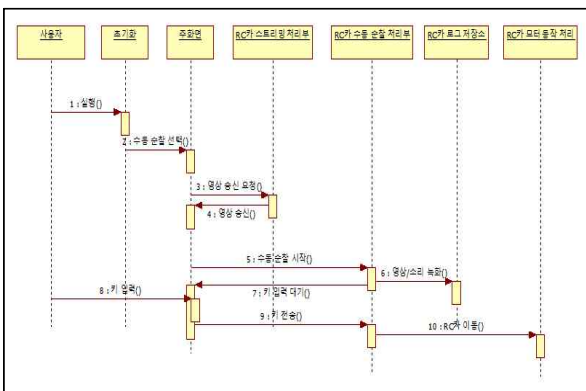 사용자
초기화
주화면
RC카 스트리밍 처리부
RC카 수동 순찰 처리부
RC카 로그 저장소
RC카 모터 동작 처리
1 : 실행()
2 : 수동 순찰 선택()
3 : 영상 송신 요청()
4 : 영상 송신()
5 : 수동 순찰 시작()
6 : 영상/소리 녹화()
7 : 키 입력 대기()
8 : 키 입력()
9 : 키 전송()
10 : RC카 이동()